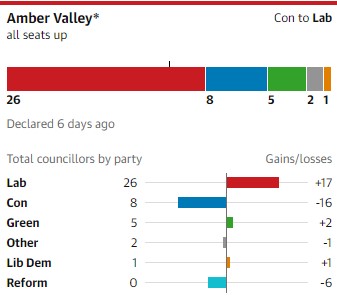 Amber Valley* Con to Lab
all seats up
26 8 5 2 1
Declared 6 days ago
Total councillors by party Gains/losses
Lab 26 +17
Con 8 -16
Green 5 +2
Other 2 -1
Lib Dem 1 +1
Reform 0 -6